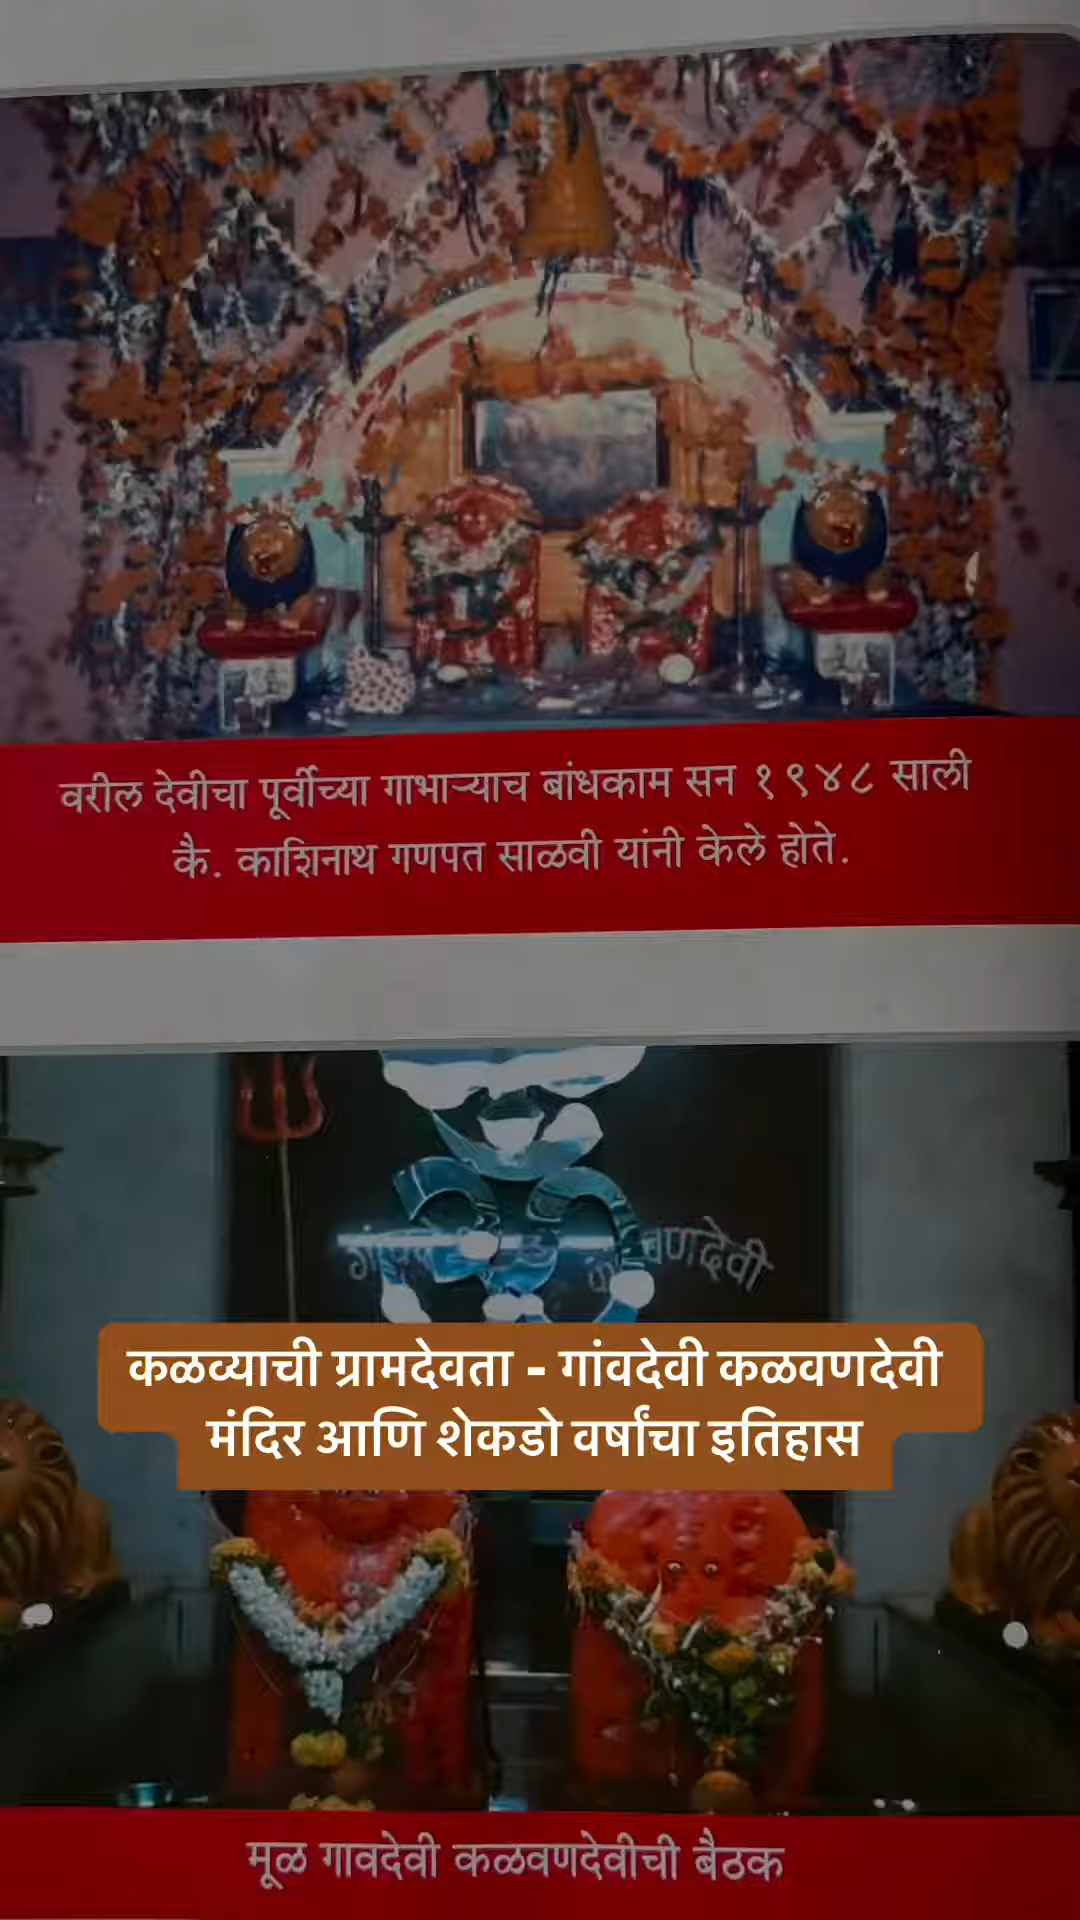 वरील देवीचा पूर्वीच्या गाभाऱ्याच बांधकाम सन १९४८ साली
कै. काशिनाथ गणपत साळवी यांनी केले होते.
कळव्याची ग्रामदेवता - गांवदेवी कळवणदेवी
मंदिर आणि शेकडो वर्षांचा इतिहास
मूळ गावदेवी कळवणदेवीची बैठक